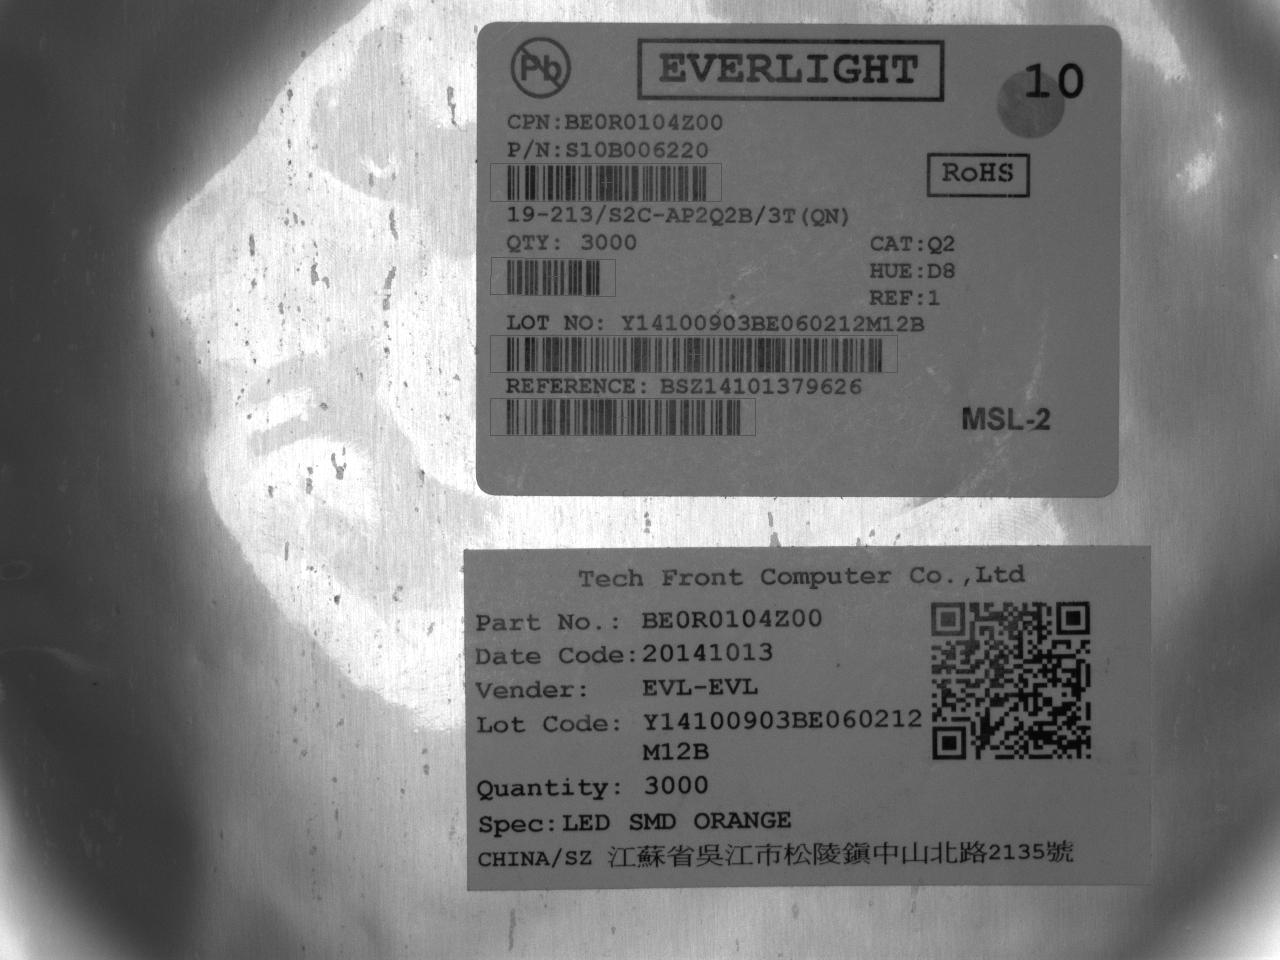 Pb
EVERLIGHT
10
CPN:BE0R0104Z00
P/N:S10B006220
RoHS
19-213/S2C-AP2Q2B/3T(QN)
QTY: 3000
CAT:Q2
HUE:D8
REF:1
LOT NO: Y14100903BE060212M12B
REFERENCE: BSZ14101379626
MSL-2
Tech Front Computer Co.,Ltd
Part No.: BE0R0104Z00
Date Code:20141013
Vender: EVL-EVL
Lot Code: Y14100903BE060212
M12B
Quantity: 3000
Spec:LED SMD ORANGE
CHINA/SZ 江蘇省吳江市松陵鎮中山北路2135號